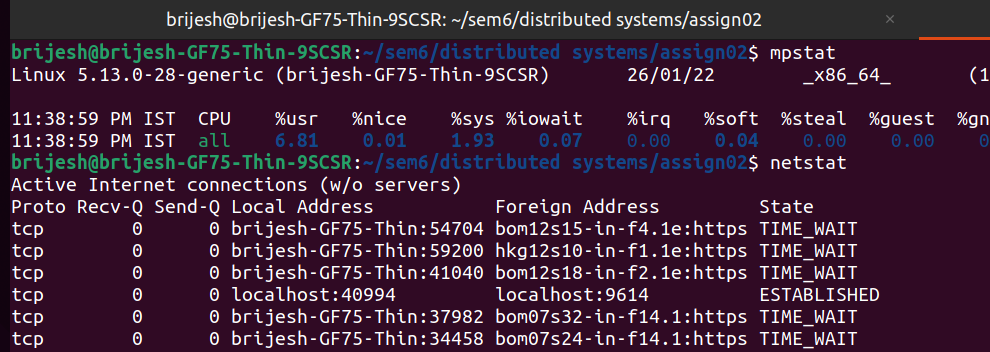 brijesh@brijesh-GF75-Thin-9SCSR: ~/sem6/distributed systems/assign02 ×
brijesh@brijesh-GF75-Thin-9SCSR:~/sem6/distributed systems/assign02$ mpstat
Linux 5.13.0-28-generic (brijesh-GF75-Thin-9SCSR) 26/01/22 _x86_64_ (1
11:38:59 PM IST CPU %usr %nice %sys %iowait %irq %soft %steal %guest %gn
11:38:59 PM IST all 6.81 0.01 1.93 0.07 0.00 0.04 0.00 0.00 0.
brijesh@brijesh-GF75-Thin-9SCSR:~/sem6/distributed systems/assign02$ netstat
Active Internet connections (w/o servers)
Proto Recv-Q Send-Q Local Address Foreign Address State
tcp 0 0 brijesh-GF75-Thin:54704 bom12s15-in-f4.1e:https TIME_WAIT
tcp 0 0 brijesh-GF75-Thin:59200 hkg12s10-in-f1.1e:https TIME_WAIT
tcp 0 0 brijesh-GF75-Thin:41040 bom12s18-in-f2.1e:https TIME_WAIT
tcp 0 0 localhost:40994 localhost:9614 ESTABLISHED
tcp 0 0 brijesh-GF75-Thin:37982 bom07s32-in-f14.1:https TIME_WAIT
tcp 0 0 brijesh-GF75-Thin:34458 bom07s24-in-f14.1:https TIME_WAIT